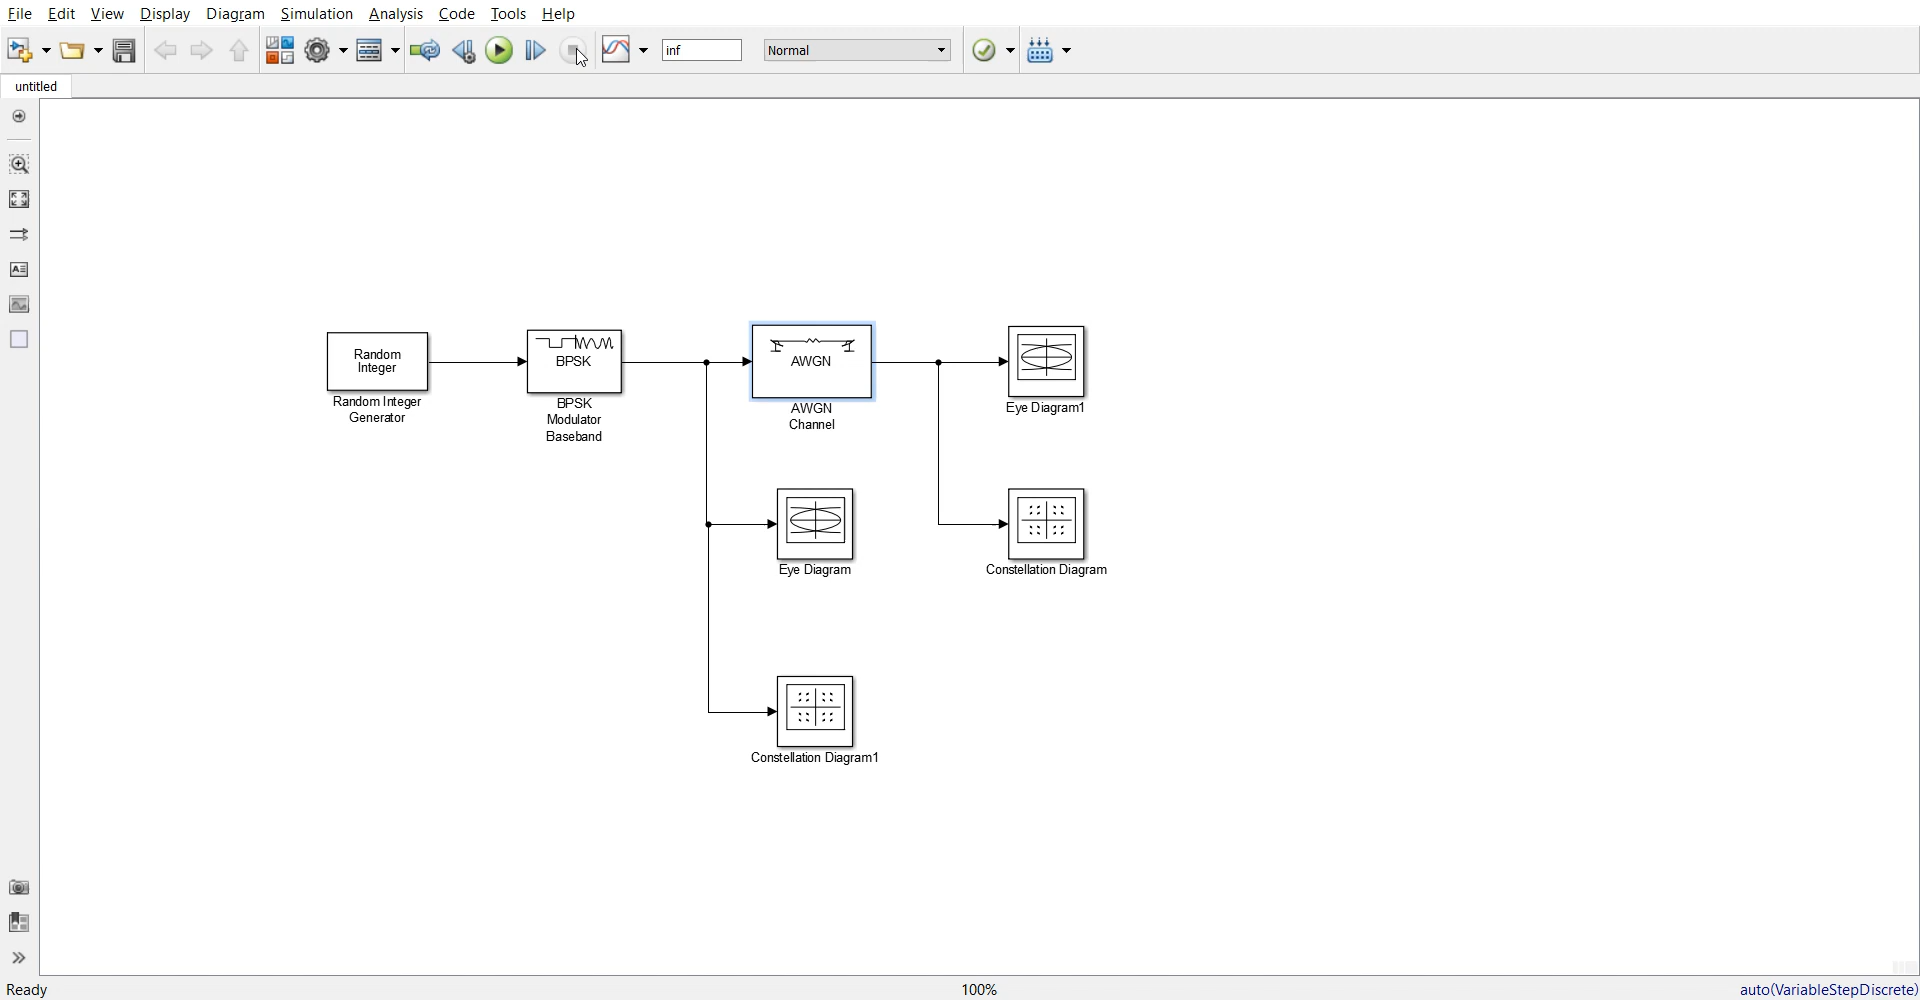 File Edit View Display Diagram Simulation Analysis Code Tools Help
inf Normal
untitled
Random
Integer
Random Integer
Generator
BPSK
BPSK
Modulator
Baseband
AWGN
AWGN
Channel
Eye Diagram1
Eye Diagram
Constellation Diagram
Constellation Diagram1
Ready 100% auto(VariableStepDiscrete)